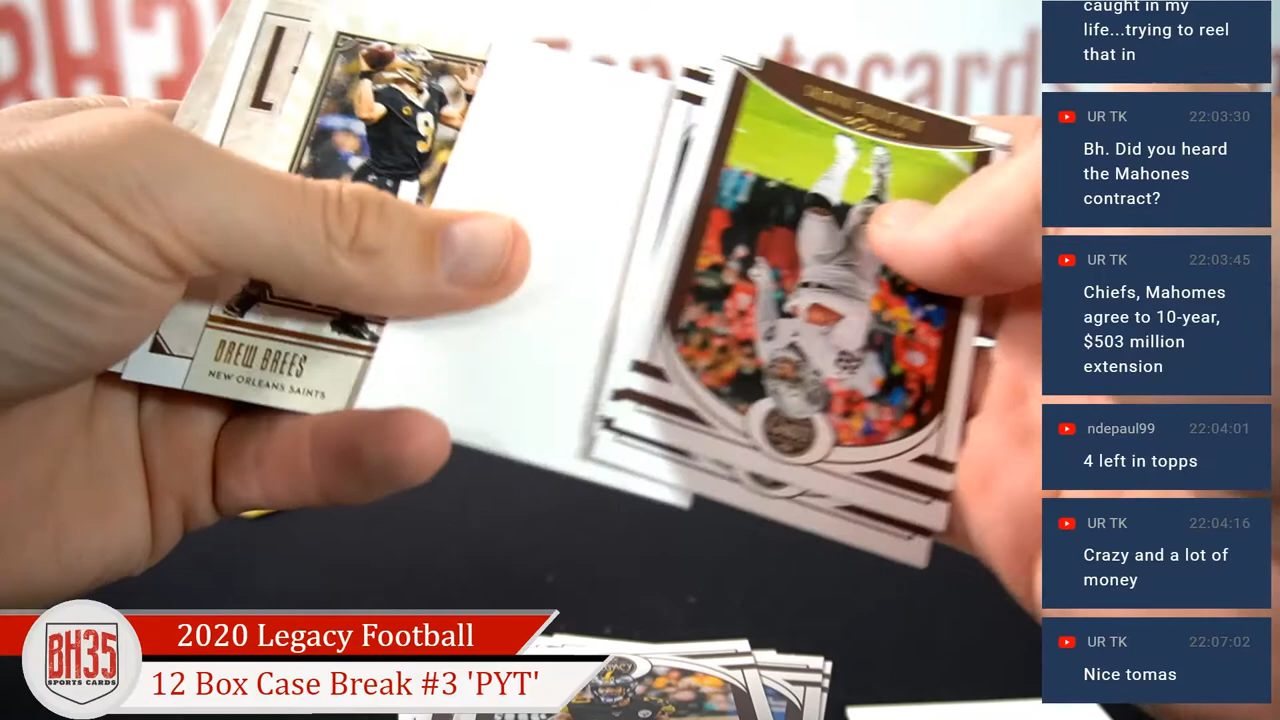 BH35
Sportscard
L
9
DREW BREES
NEW ORLEANS SAINTS
caught in my
life...trying to reel
that in
UR TK 22:03:30
Bh. Did you heard
the Mahones
contract?
UR TK 22:03:45
Chiefs, Mahomes
agree to 10-year,
$503 million
extension
ndepaul99 22:04:01
4 left in topps
UR TK 22:04:16
Crazy and a lot of
money
UR TK 22:07:02
Nice tomas
BH35
SPORTS CARDS
2020 Legacy Football
12 Box Case Break #3 'PYT'